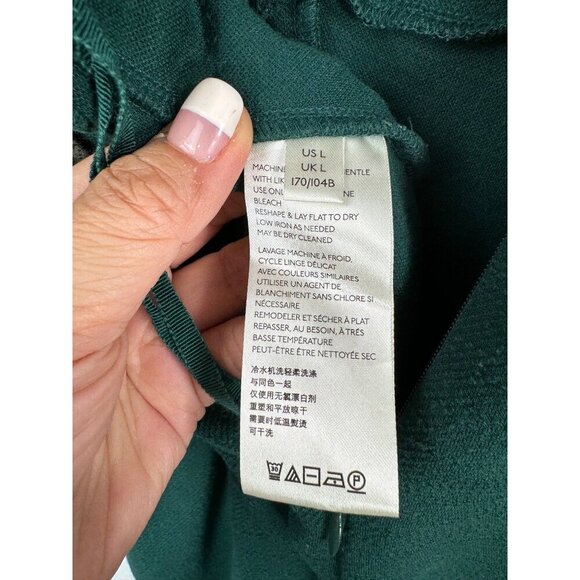 US L
UK L
170/104B
MACHINE
WITH
USE
BLEACH
RESHAPE & LAY FLAT TO DRY
LOW IRON AS NEEDED
MAY BE DRY CLEANED
LAVAGE MACHINE À FROID,
CYCLE LINGE DÉLICAT
AVEC COULEURS SIMILAIRES
UTILISER UN AGENT DE
BLANCHIMENT SANS CHLORE SI
NÉCESSAIRE
REMODELER ET SÉCHER À PLAT
REPASSER, AU BESOIN, À TRÉS
BASSE TEMPÉRATURE
PEUT-ÊTRE ÊTRE NETTOYÉE SEC
冷水机洗轻柔洗涤
与同色一起
仅使用无氯漂白剂
重塑和平放晾干
需要时低温熨烫
可干洗
30
P